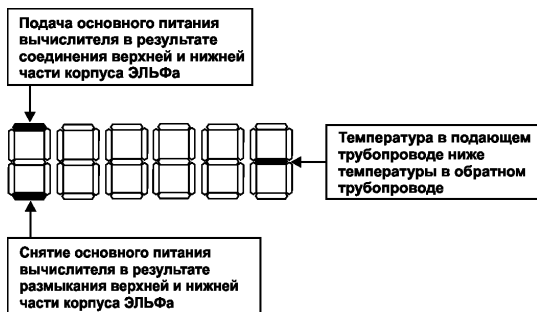 Подача основного питания
вычислителя в результате
соединения верхней и нижней
части корпуса ЭЛЬФа
Температура в подающем
трубопроводе ниже
температуры в обратном
трубопроводе
Снятие основного питания
вычислителя в результате
размыкания верхней и нижней
части корпуса ЭЛЬФа